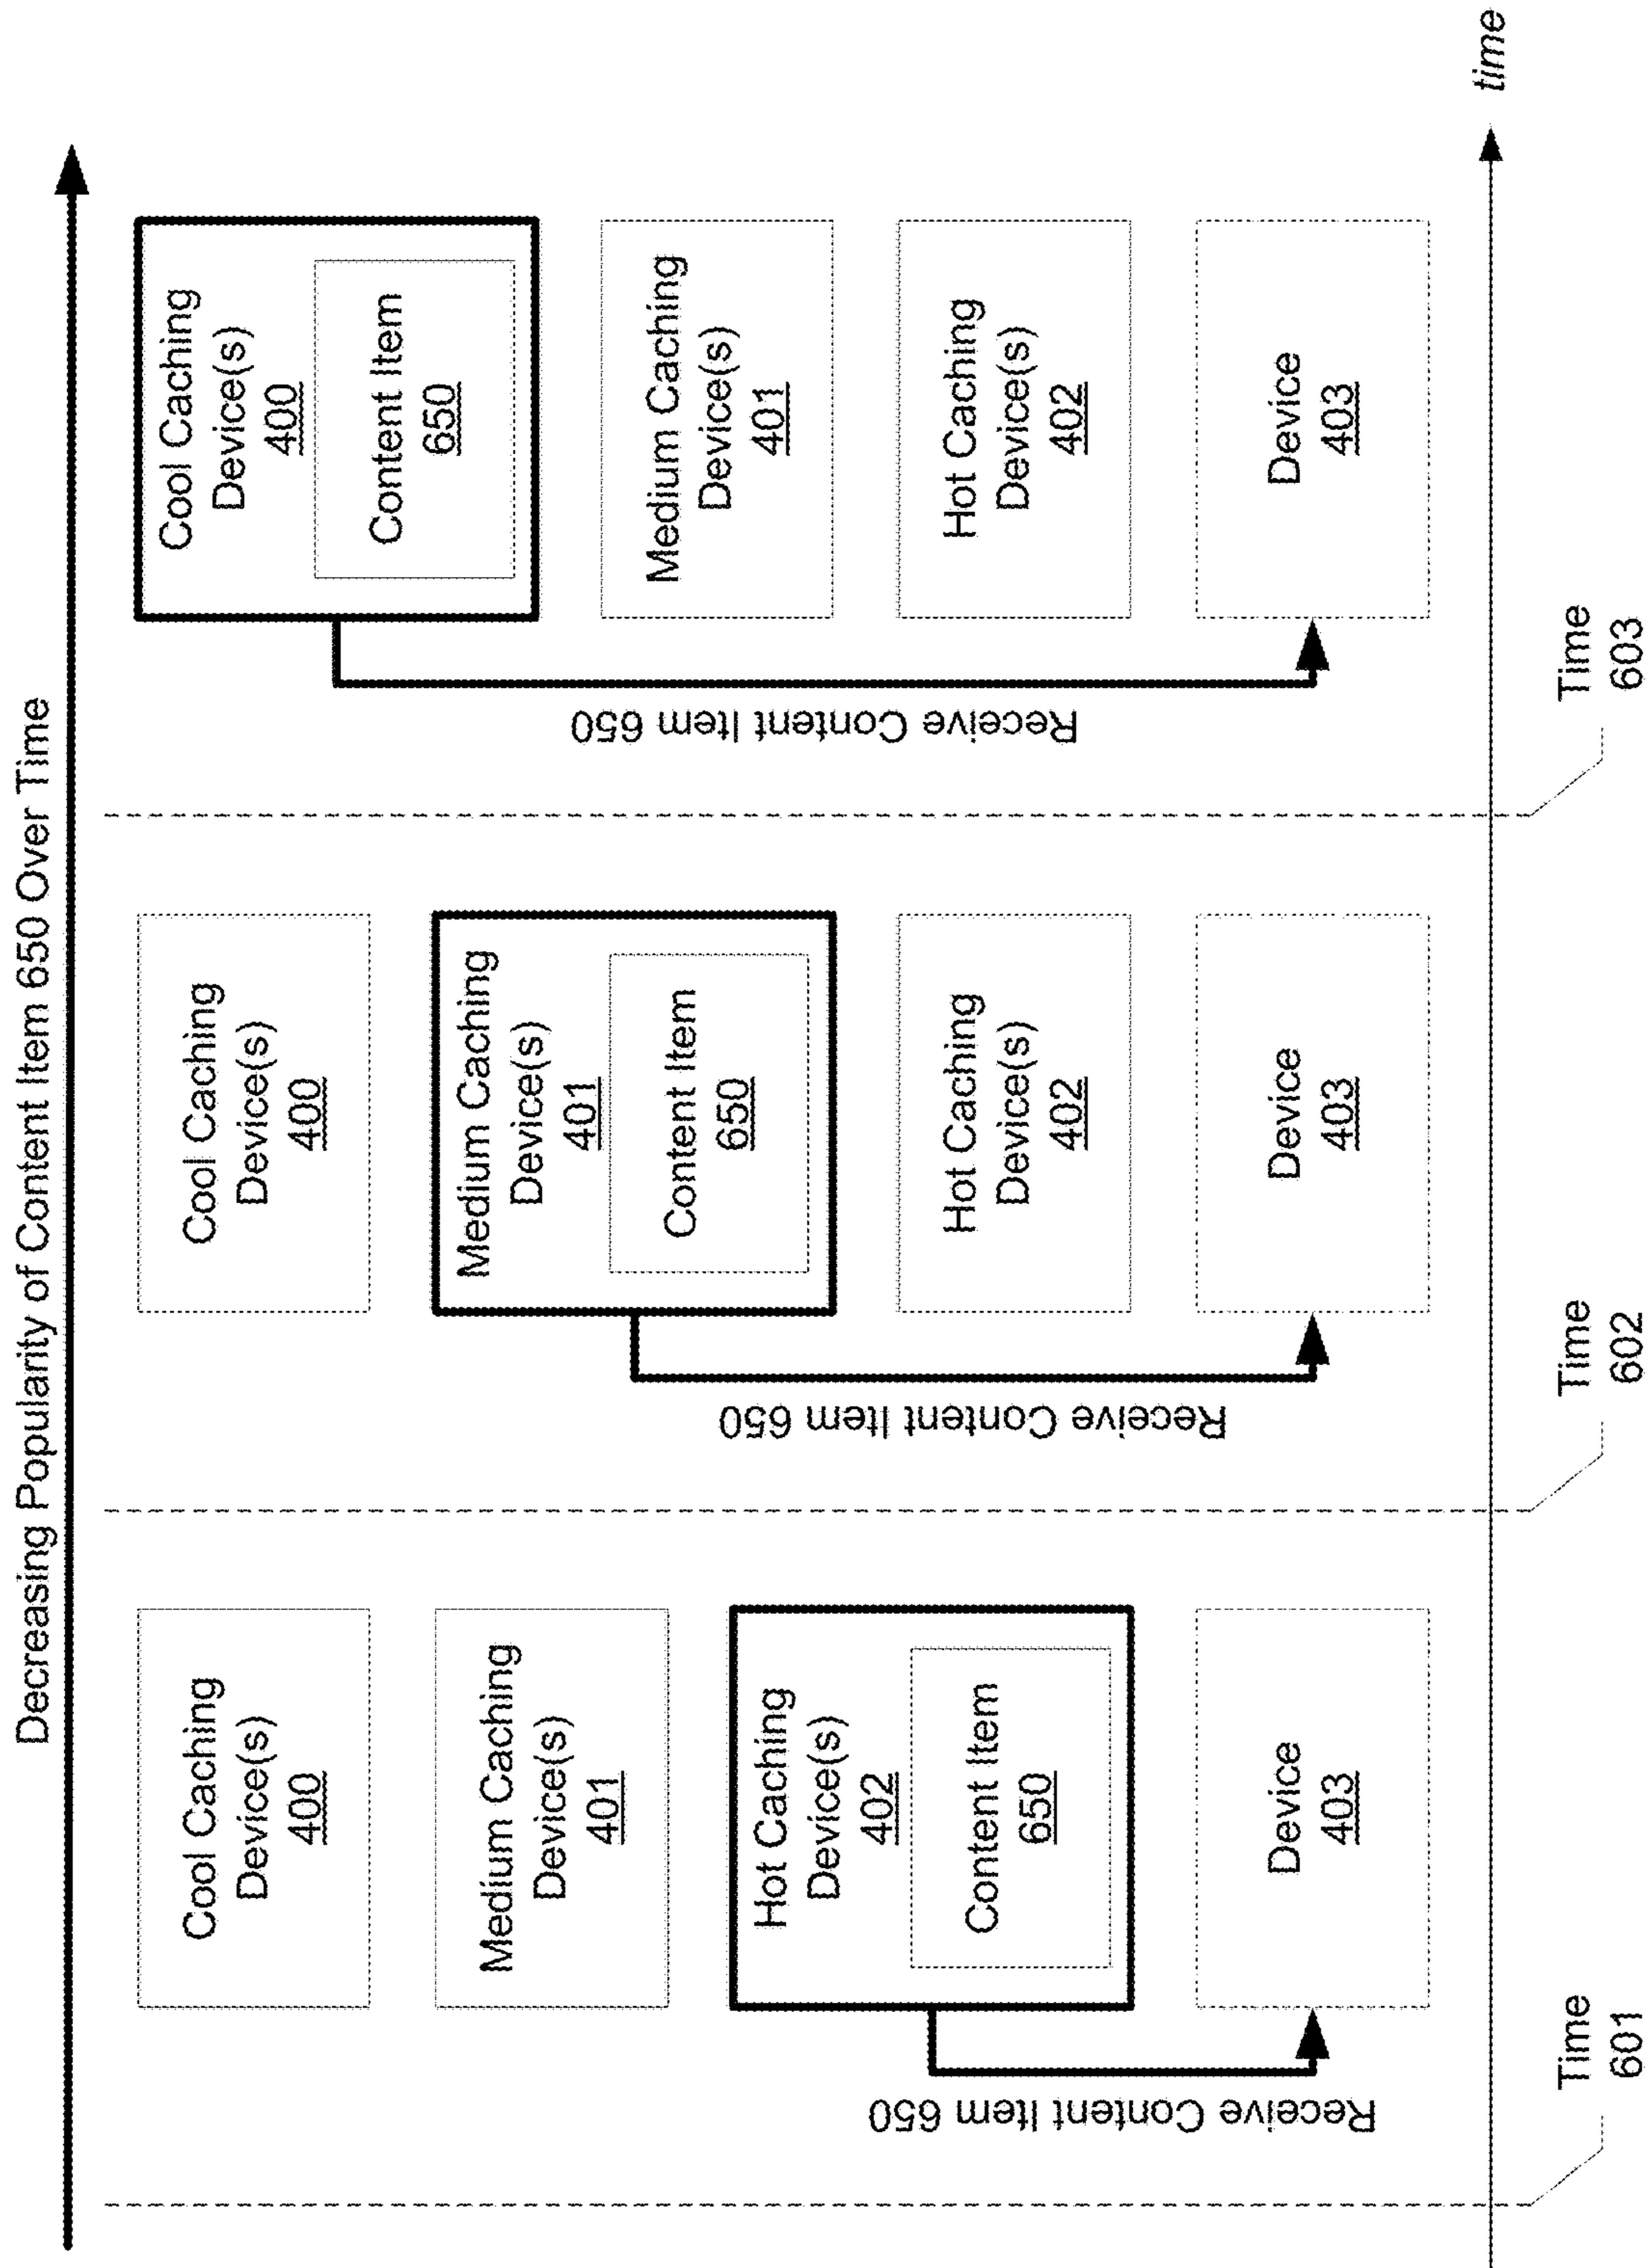 Decreasing Popularity of Content Item 650 Over Time
Cool Caching
Device(s)
400
Medium Caching
Device(s)
401
Hot Caching
Device(s)
402
Content Item
650
Device
403
Receive Content Item 650
Time
601
Cool Caching
Device(s)
400
Medium Caching
Device(s)
401
Content Item
650
Hot Caching
Device(s)
402
Device
403
Receive Content Item 650
Time
602
Cool Caching
Device(s)
400
Content Item
650
Medium Caching
Device(s)
401
Hot Caching
Device(s)
402
Device
403
Receive Content Item 650
Time
603
time